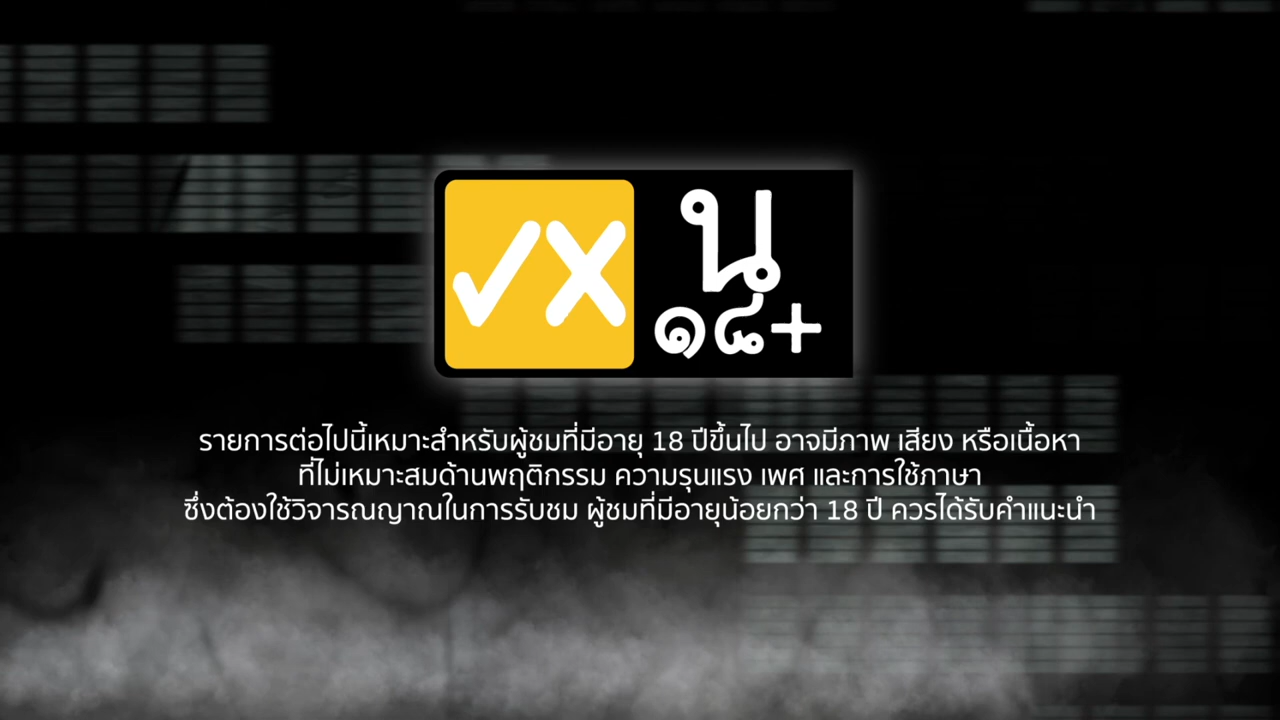 √X น
๑๘+
รายการต่อไปนี้เหมาะสำหรับผู้ชมที่มีอายุ 18 ปีขึ้นไป อาจมีภาพ เสียง หรือเนื้อหา
ที่ไม่เหมาะสมด้านพฤติกรรม ความรุนแรง เพศ และการใช้ภาษา
ซึ่งต้องใช้วิจารณญาณในการรับชม ผู้ชมที่มีอายุน้อยกว่า 18 ปี ควรได้รับคำแนะนำ